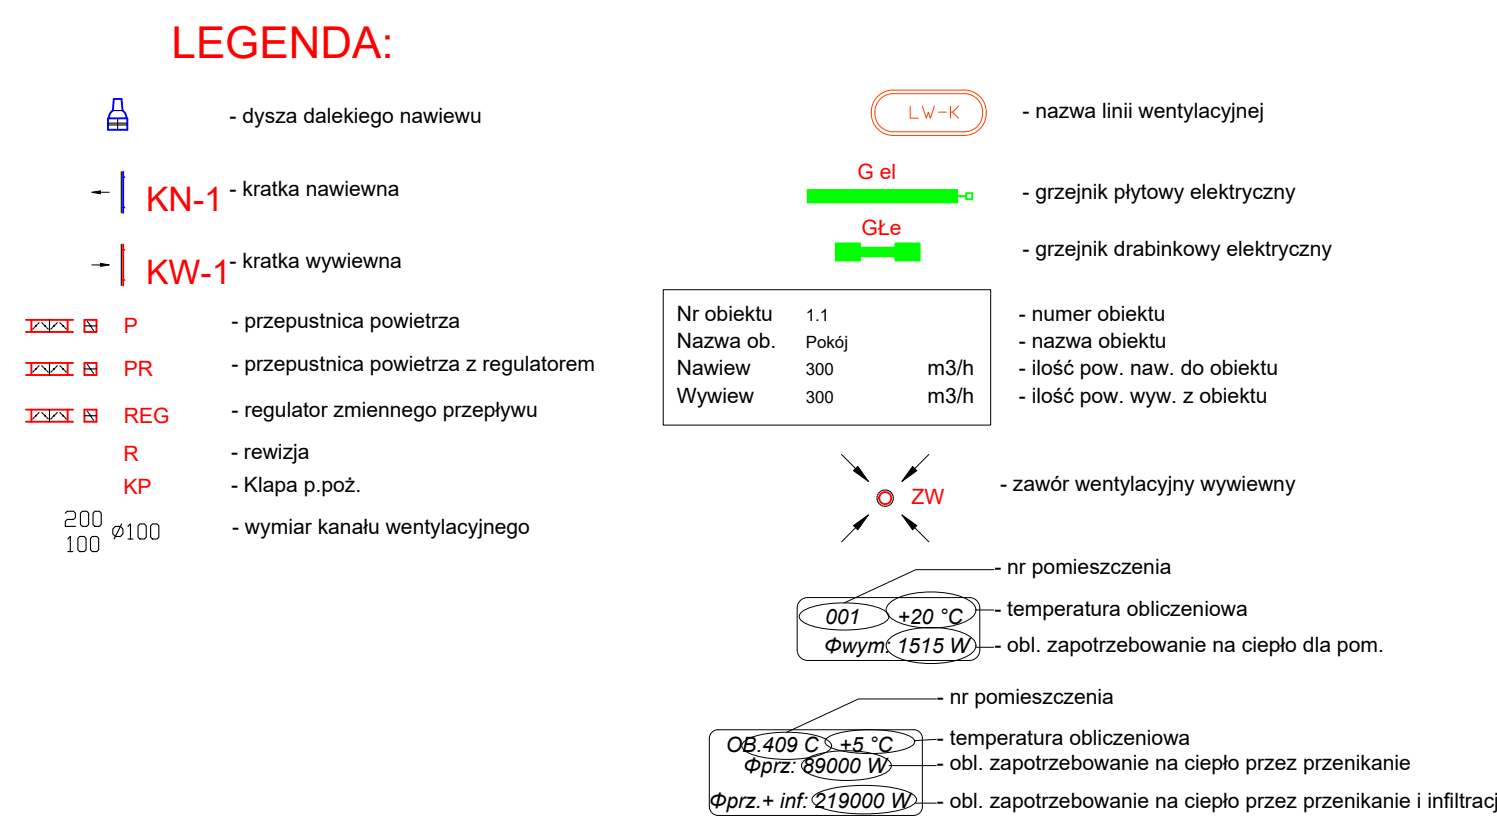 LEGENDA:
- dysza dalekiego nawiewu
KN-1 - kratka nawiewna
KW-1 - kratka wywiewna
P - przepustnica powietrza
PR - przepustnica powietrza z regulatorem
REG - regulator zmiennego przepływu
R - rewizja
KP - Klapa p.poż.
200
100 ø100 - wymiar kanału wentylacyjnego
LW-K - nazwa linii wentylacyjnej
G el
- grzejnik płytowy elektryczny
GŁe
- grzejnik drabinkowy elektryczny
Nr obiektu 1.1 - numer obiektu
Nazwa ob. Pokój - nazwa obiektu
Nawiew 300 m3/h - ilość pow. naw. do obiektu
Wywiew 300 m3/h - ilość pow. wyw. z obiektu
ZW - zawór wentylacyjny wywiewny
- nr pomieszczenia
001 +20 °C - temperatura obliczeniowa
Φwym: 1515 W - obl. zapotrzebowanie na ciepło dla pom.
- nr pomieszczenia
OB.409 C +5 °C - temperatura obliczeniowa
Φprz: 89000 W - obl. zapotrzebowanie na ciepło przez przenikanie
Φprz.+ inf: 219000 W - obl. zapotrzebowanie na ciepło przez przenikanie i infiltracj